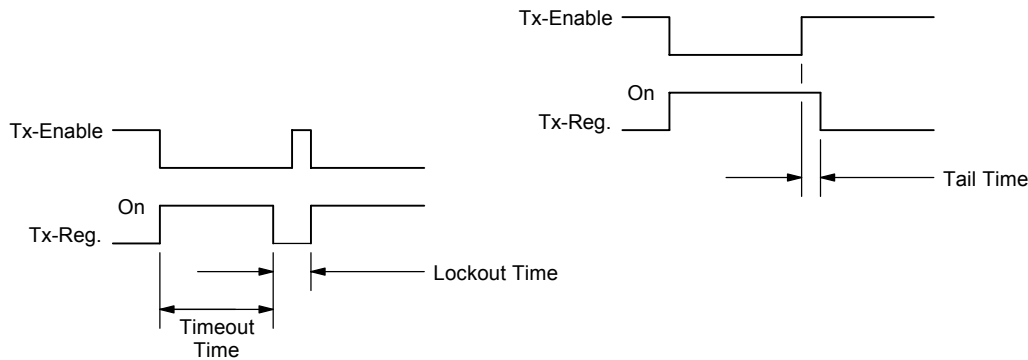 Tx-Enable
On
Tx-Reg.
Lockout Time
Timeout
Time
Tx-Enable
On
Tx-Reg.
Tail Time